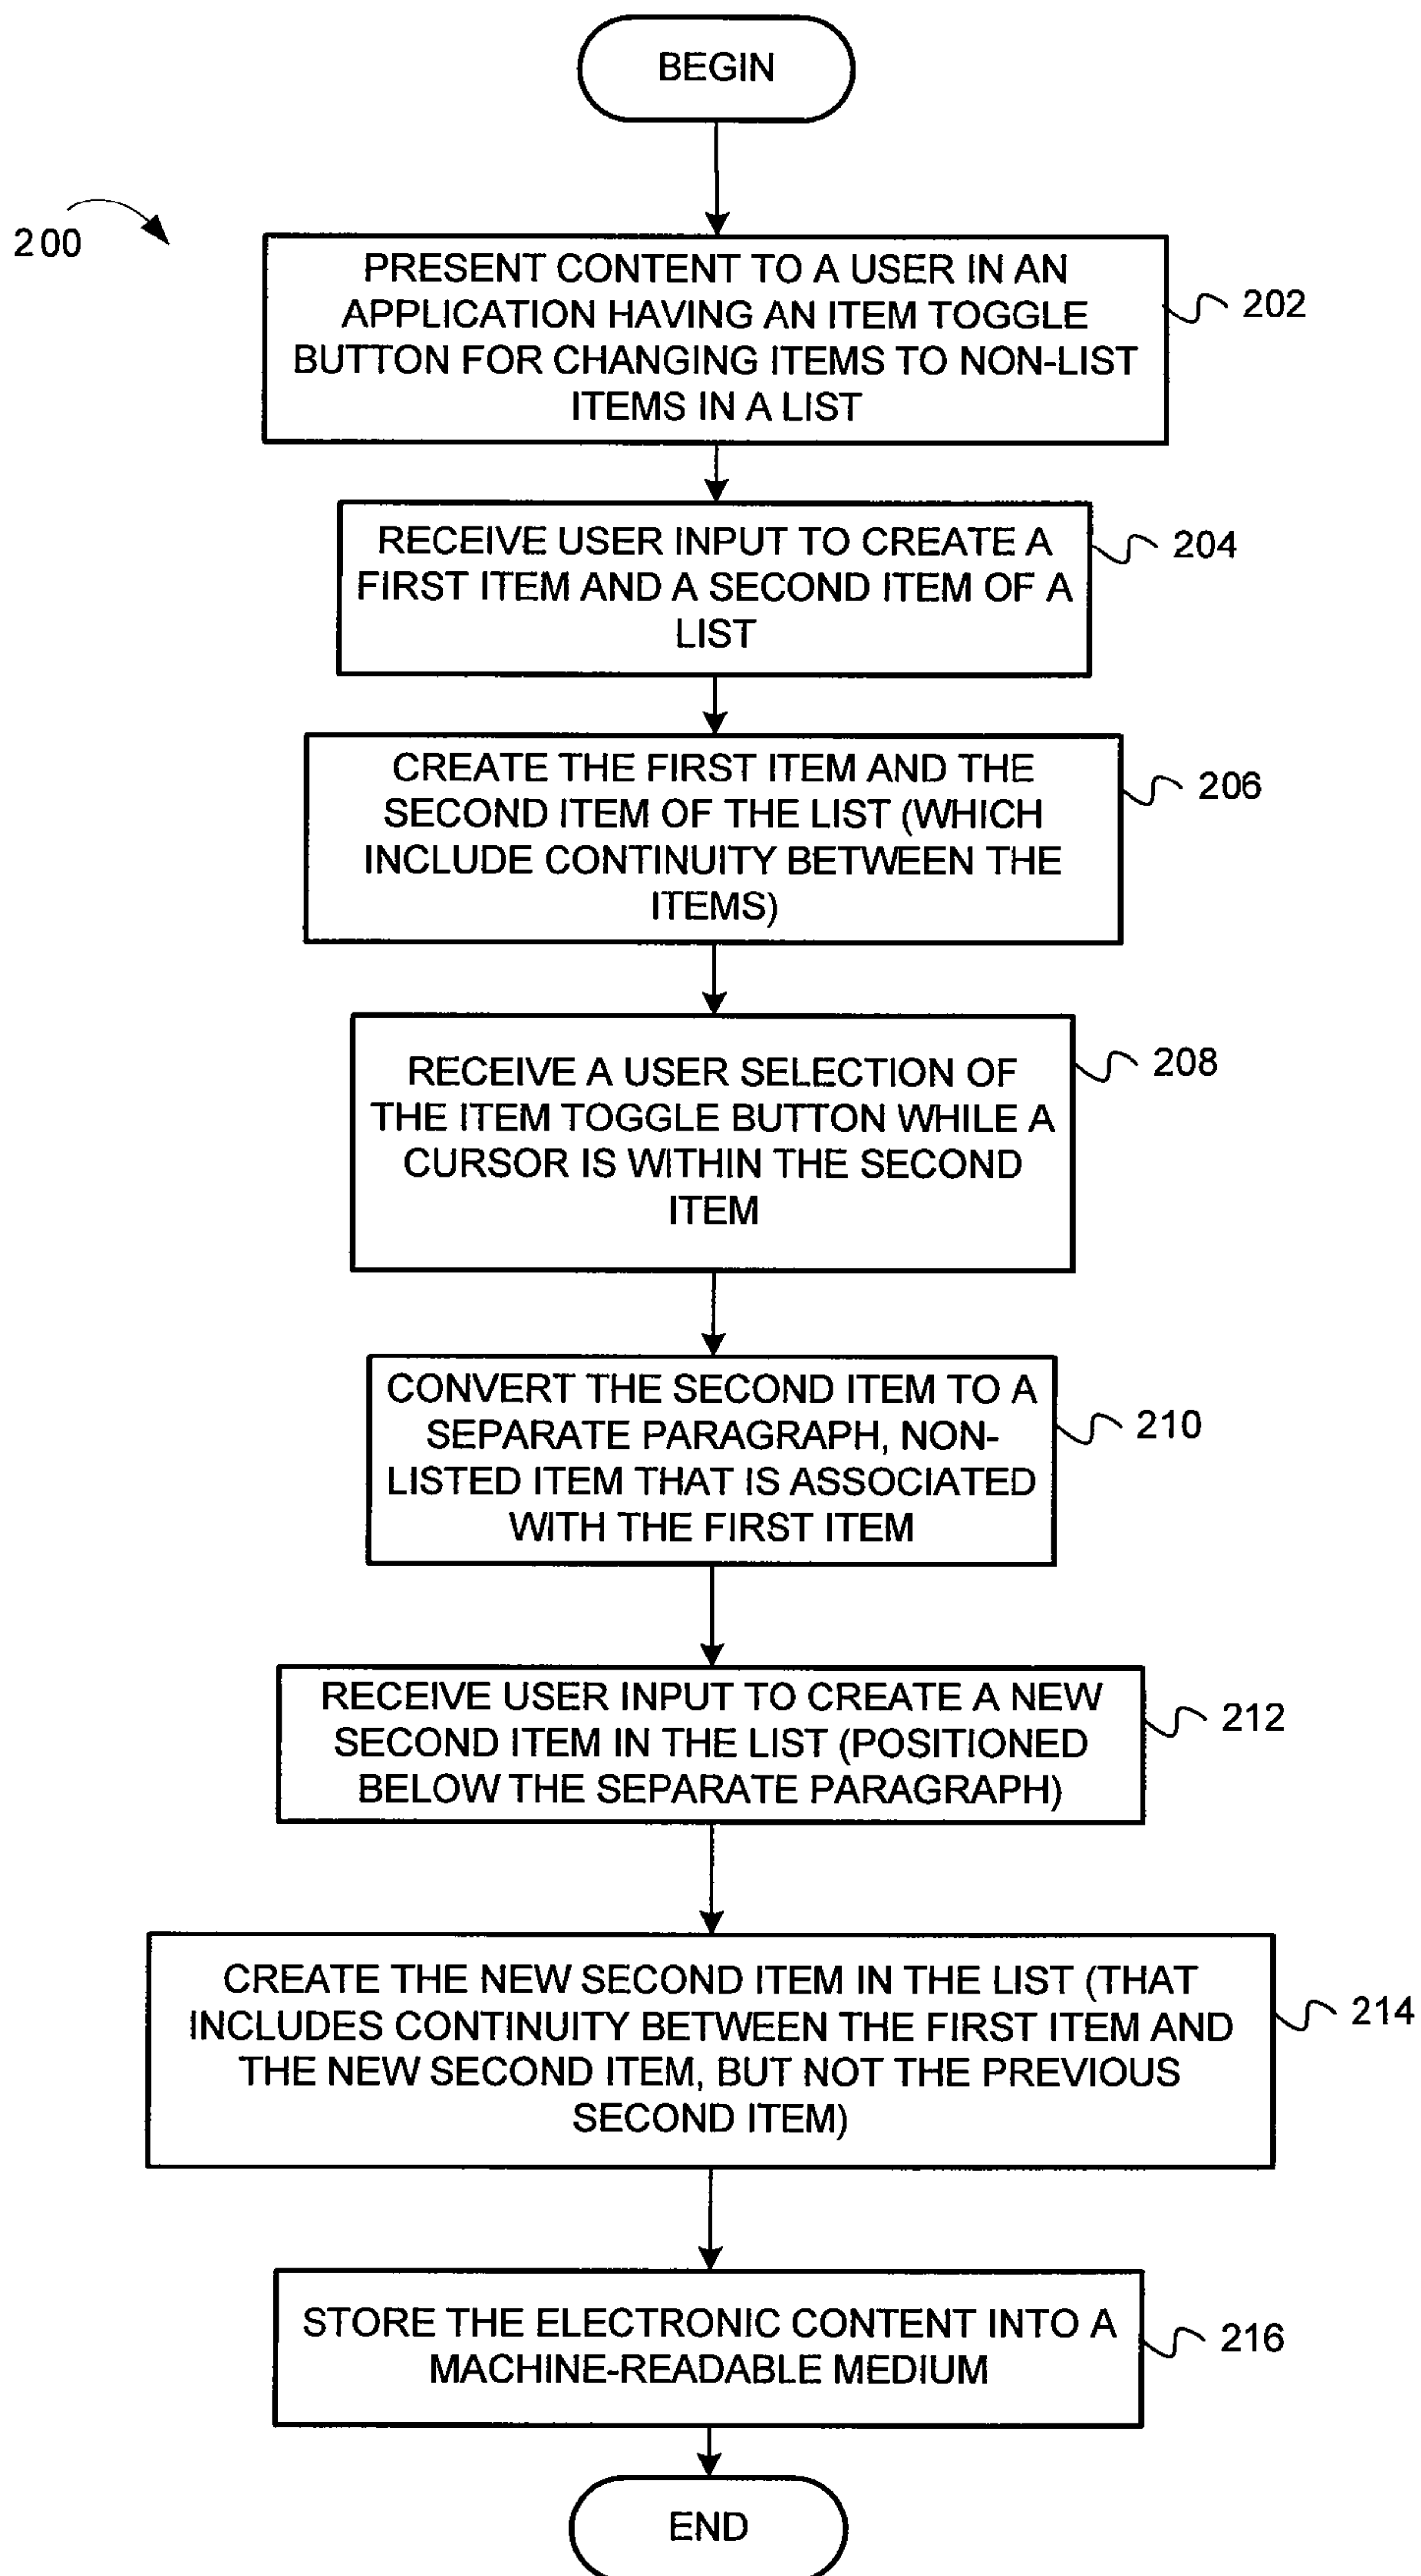 BEGIN
200
PRESENT CONTENT TO A USER IN AN
APPLICATION HAVING AN ITEM TOGGLE
BUTTON FOR CHANGING ITEMS TO NON-LIST
ITEMS IN A LIST
202
RECEIVE USER INPUT TO CREATE A
FIRST ITEM AND A SECOND ITEM OF A
LIST
204
CREATE THE FIRST ITEM AND THE
SECOND ITEM OF THE LIST (WHICH
INCLUDE CONTINUITY BETWEEN THE
ITEMS)
206
RECEIVE A USER SELECTION OF
THE ITEM TOGGLE BUTTON WHILE A
CURSOR IS WITHIN THE SECOND
ITEM
208
CONVERT THE SECOND ITEM TO A
SEPARATE PARAGRAPH, NON-
LISTED ITEM THAT IS ASSOCIATED
WITH THE FIRST ITEM
210
RECEIVE USER INPUT TO CREATE A NEW
SECOND ITEM IN THE LIST (POSITIONED
BELOW THE SEPARATE PARAGRAPH)
212
CREATE THE NEW SECOND ITEM IN THE LIST (THAT
INCLUDES CONTINUITY BETWEEN THE FIRST ITEM AND
THE NEW SECOND ITEM, BUT NOT THE PREVIOUS
SECOND ITEM)
214
STORE THE ELECTRONIC CONTENT INTO A
MACHINE-READABLE MEDIUM
216
END